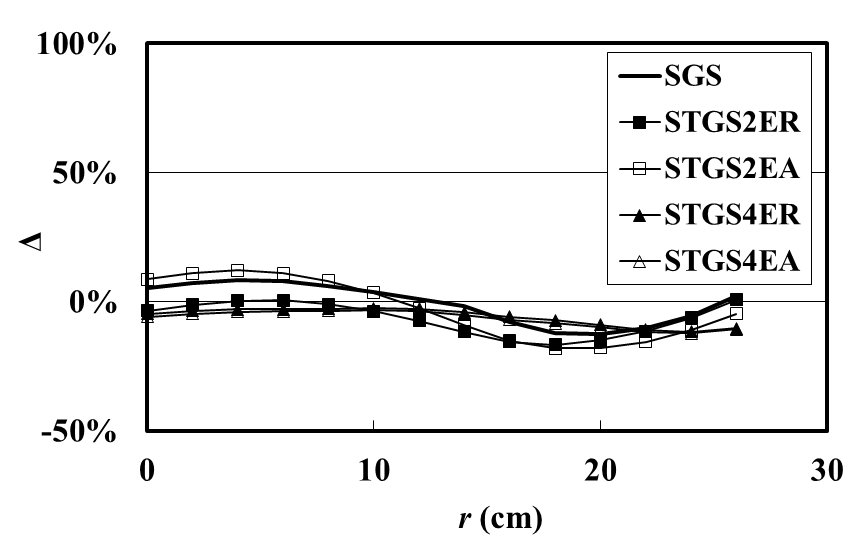 100%
50%
0%
-50%
Δ
0
10
20
30
r (cm)
SGS
STGS2ER
STGS2EA
STGS4ER
STGS4EA